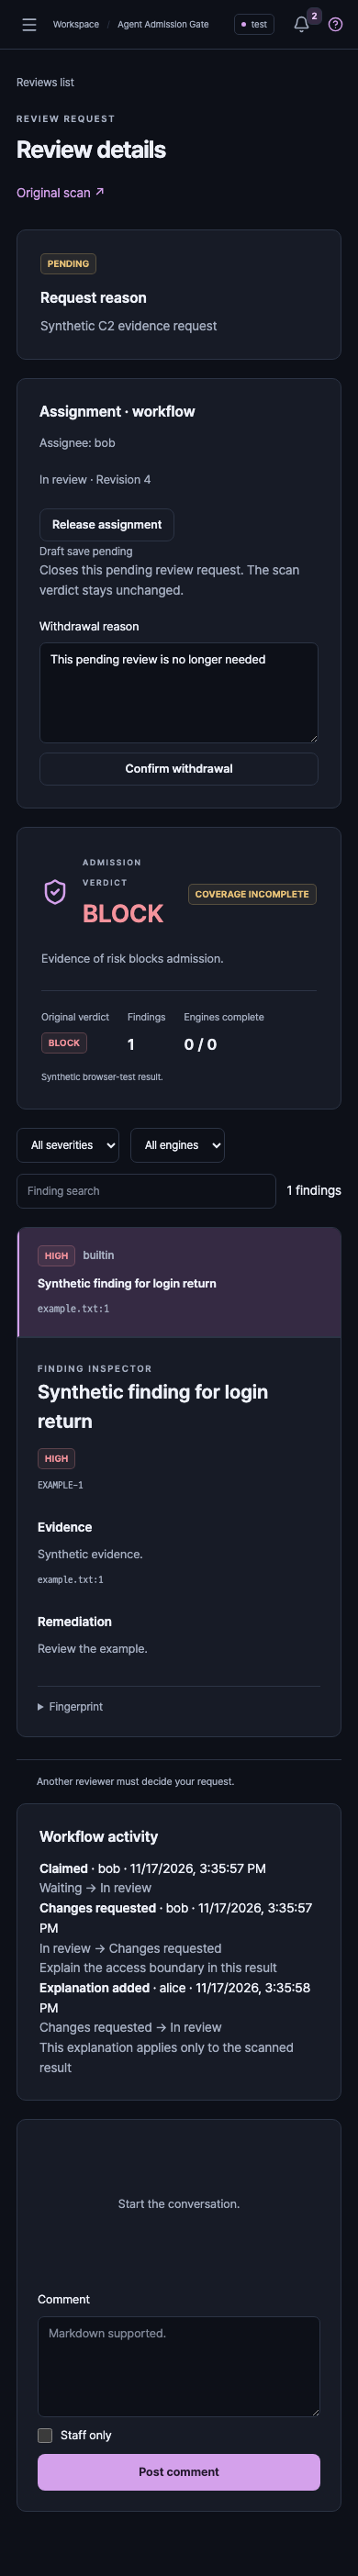 Workspace / Agent Admission Gate
test
2
Reviews list
REVIEW REQUEST
Review details
Original scan ↗
PENDING
Request reason
Synthetic C2 evidence request
Assignment · workflow
Assignee: bob
In review · Revision 4
Release assignment
Draft save pending
Closes this pending review request. The scan
verdict stays unchanged.
Withdrawal reason
This pending review is no longer needed
Confirm withdrawal
ADMISSION
VERDICT
BLOCK
COVERAGE INCOMPLETE
Evidence of risk blocks admission.
Original verdict
Findings
Engines complete
BLOCK
1
0 / 0
Synthetic browser-test result.
All severities
All engines
Finding search
1 findings
HIGH
builtin
Synthetic finding for login return
example.txt:1
FINDING INSPECTOR
Synthetic finding for login
return
HIGH
EXAMPLE-1
Evidence
Synthetic evidence.
example.txt:1
Remediation
Review the example.
Fingerprint
Another reviewer must decide your request.
Workflow activity
Claimed · bob · 11/17/2026, 3:35:57 PM
Waiting → In review
Changes requested · bob · 11/17/2026, 3:35:57
PM
In review → Changes requested
Explain the access boundary in this result
Explanation added · alice · 11/17/2026, 3:35:58
PM
Changes requested → In review
This explanation applies only to the scanned
result
Start the conversation.
Comment
Markdown supported.
Staff only
Post comment